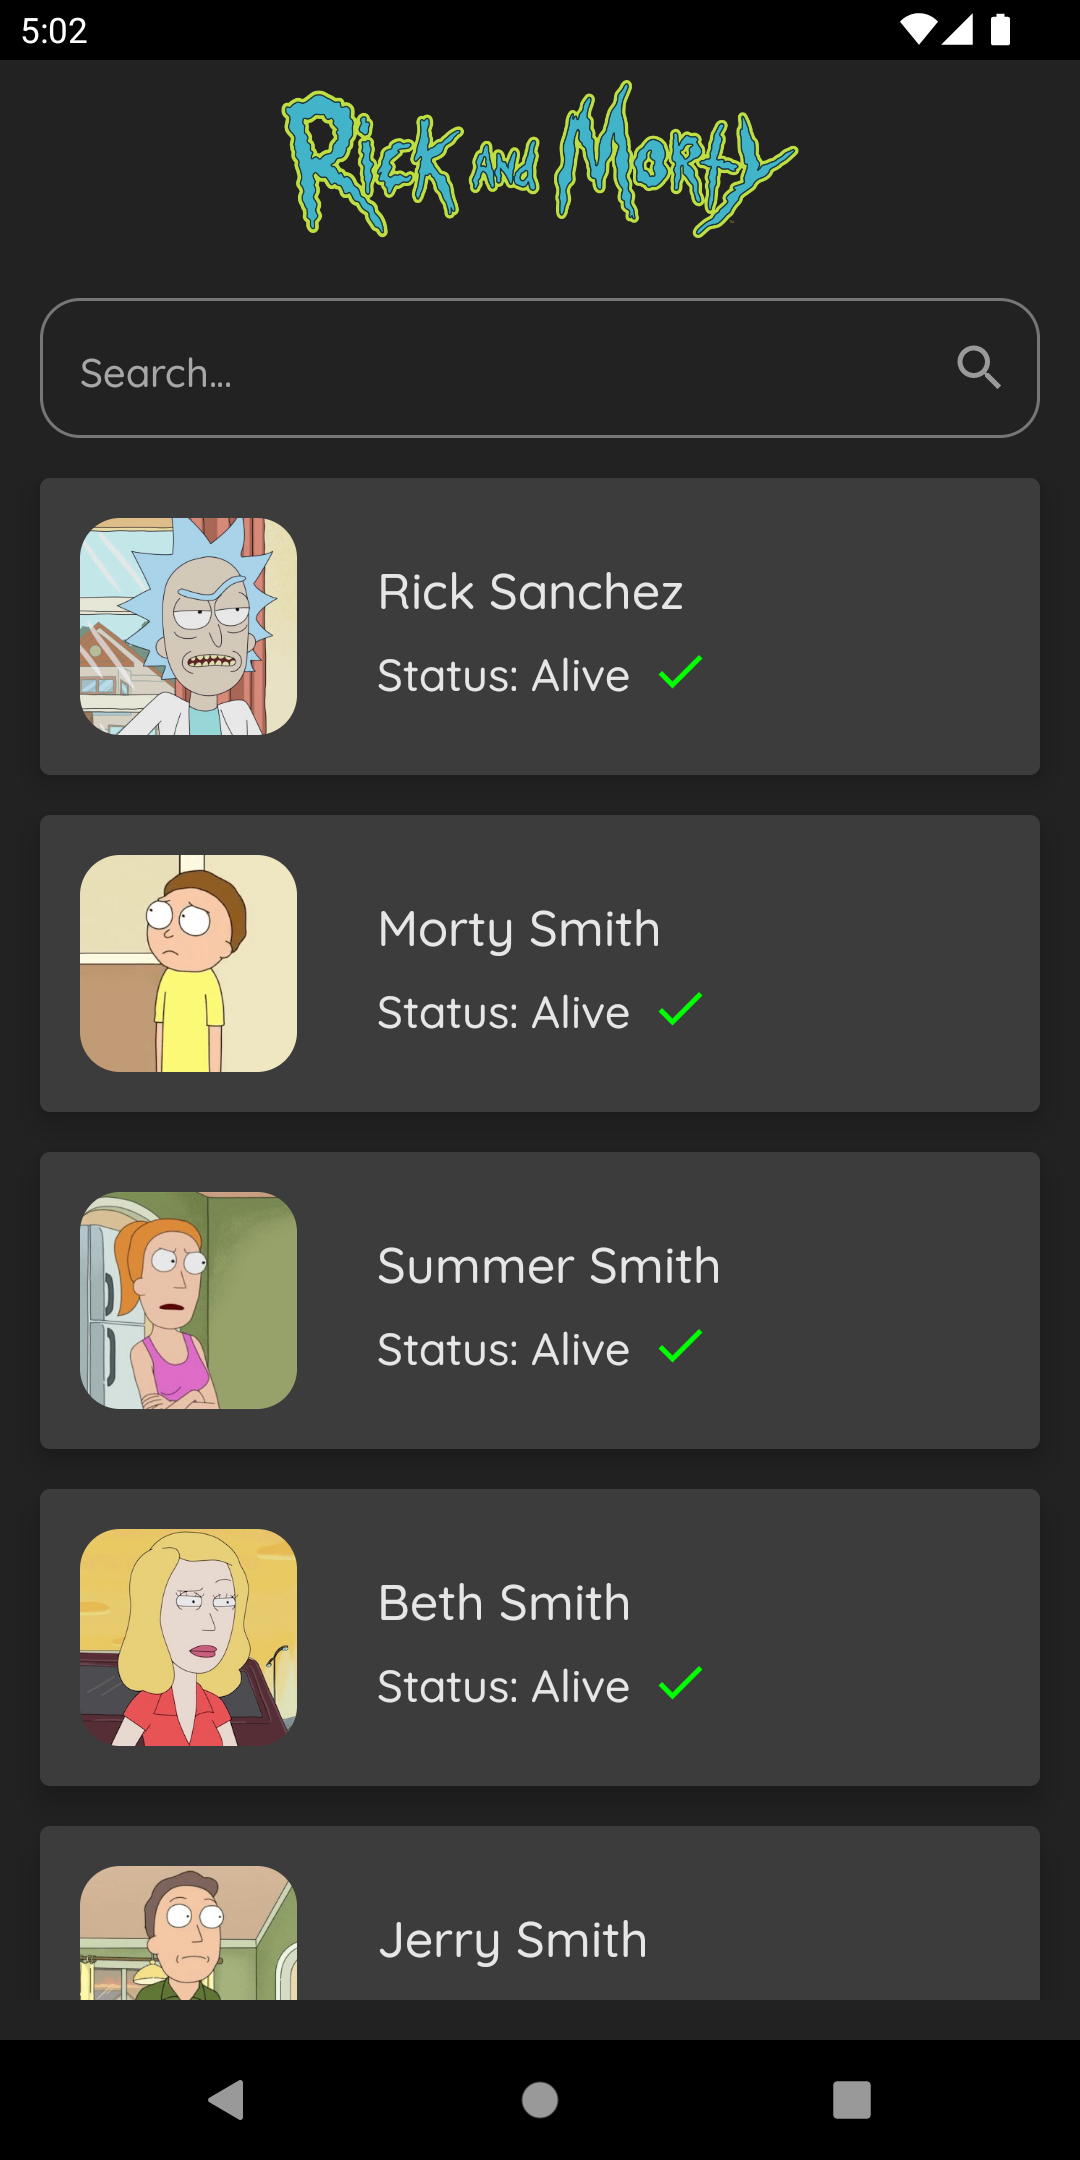 5:02
Rick and Morty
Search...
Rick Sanchez
Status: Alive
Morty Smith
Status: Alive
Summer Smith
Status: Alive
Beth Smith
Status: Alive
Jerry Smith